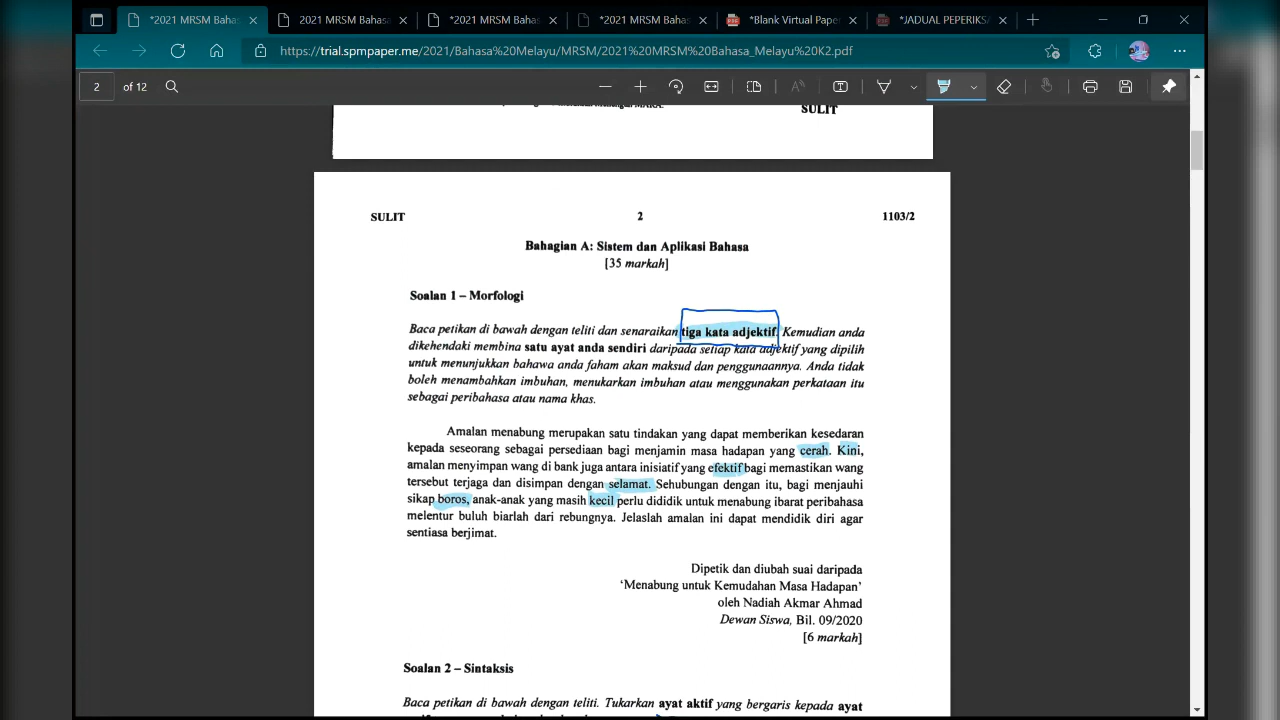 *2021 MRSM Bahasa
2021 MRSM Bahasa
*2021 MRSM Bahasa
*2021 MRSM Bahasa
*Blank Virtual Pape
*JADUAL PEPERIKSA
https://trial.spmpaper.me/2021/Bahasa%20Melayu/MRSM/2021%20MRSM%20Bahasa_Melayu%20K2.pdf
2 of 12
MARA.
SULIT
SULIT 2 1103/2
Bahagian A: Sistem dan Aplikasi Bahasa
[35 markah]
Soalan 1 – Morfologi
Baca petikan di bawah dengan teliti dan senaraikan tiga kata adjektif. Kemudian anda
dikehendaki membina satu ayat anda sendiri daripada setiap kata adjektif yang dipilih
untuk menunjukkan bahawa anda faham akan maksud dan penggunaannya. Anda tidak
boleh menambahkan imbuhan, menukarkan imbuhan atau menggunakan perkataan itu
sebagai peribahasa atau nama khas.
Amalan menabung merupakan satu tindakan yang dapat memberikan kesedaran
kepada seseorang sebagai persediaan bagi menjamin masa hadapan yang cerah. Kini,
amalan menyimpan wang di bank juga antara inisiatif yang efektif bagi memastikan wang
tersebut terjaga dan disimpan dengan selamat. Sehubungan dengan itu, bagi menjauhi
sikap boros, anak-anak yang masih kecil perlu dididik untuk menabung ibarat peribahasa
melentur buluh biarlah dari rebungnya. Jelaslah amalan ini dapat mendidik diri agar
sentiasa berjimat.
Dipetik dan diubah suai daripada
‘Menabung untuk Kemudahan Masa Hadapan’
oleh Nadiah Akmar Ahmad
Dewan Siswa, Bil. 09/2020
[6 markah]
Soalan 2 – Sintaksis
Baca petikan di bawah dengan teliti. Tukarkan ayat aktif yang bergaris kepada ayat